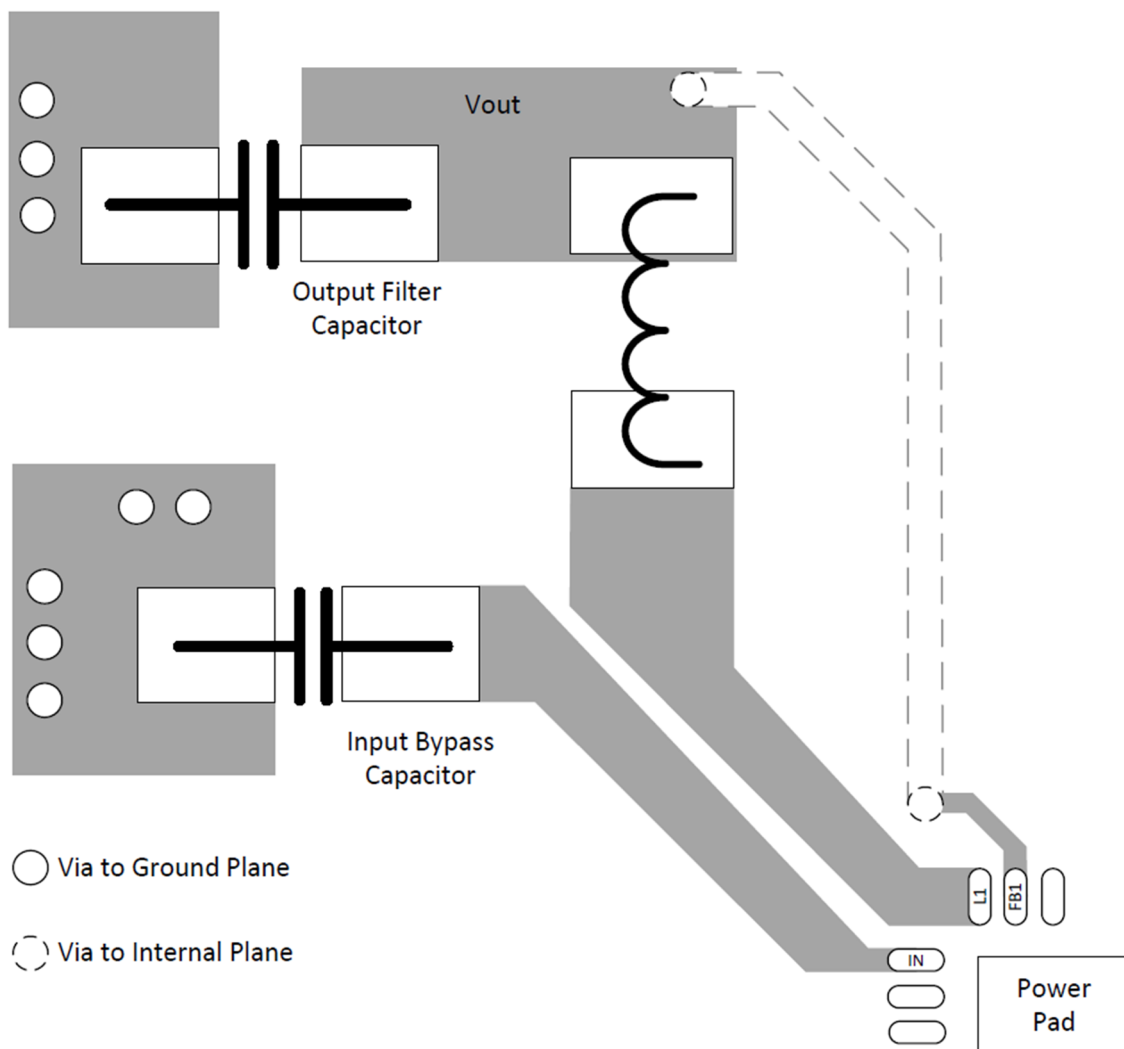 Vout
Output Filter
Capacitor
Input Bypass
Capacitor
Via to Ground Plane
Via to Internal Plane
L1
FB1
IN
Power
Pad